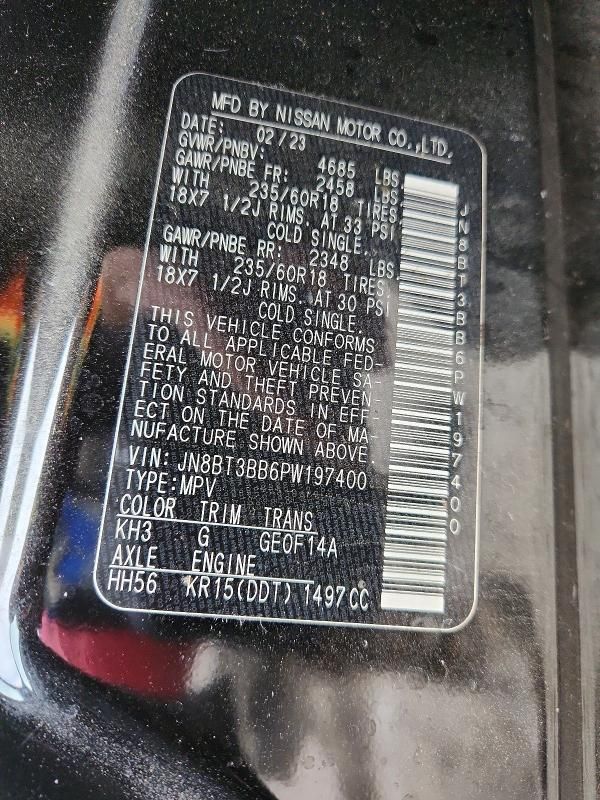 MFD BY NISSAN MOTOR CO.,LTD.
DATE: 02/23
GVWR/PNBV: 4685 LBS
GAWR/PNBE FR: 2458 LBS
WITH 235/60R18 TIRES,
18X7 1/2J RIMS. AT 33 PSI
COLD SINGLE.
GAWR/PNBE RR: 2348 LBS
WITH 235/60R18 TIRES,
18X7 1/2J RIMS. AT 30 PSI
COLD SINGLE.
THIS VEHICLE CONFORMS
TO ALL APPLICABLE FED-
ERAL MOTOR VEHICLE SA-
FETY AND THEFT PREVEN-
TION STANDARDS IN EFF-
ECT ON THE DATE OF MA-
NUFACTURE SHOWN ABOVE.
VIN: JN8BT3BB6PW197400
TYPE:MPV
COLOR TRIM TRANS
KH3 G GE0F14A
AXLE ENGINE
HH56 KR15(DDT) 1497CC
JN8BT3BB6PW197400